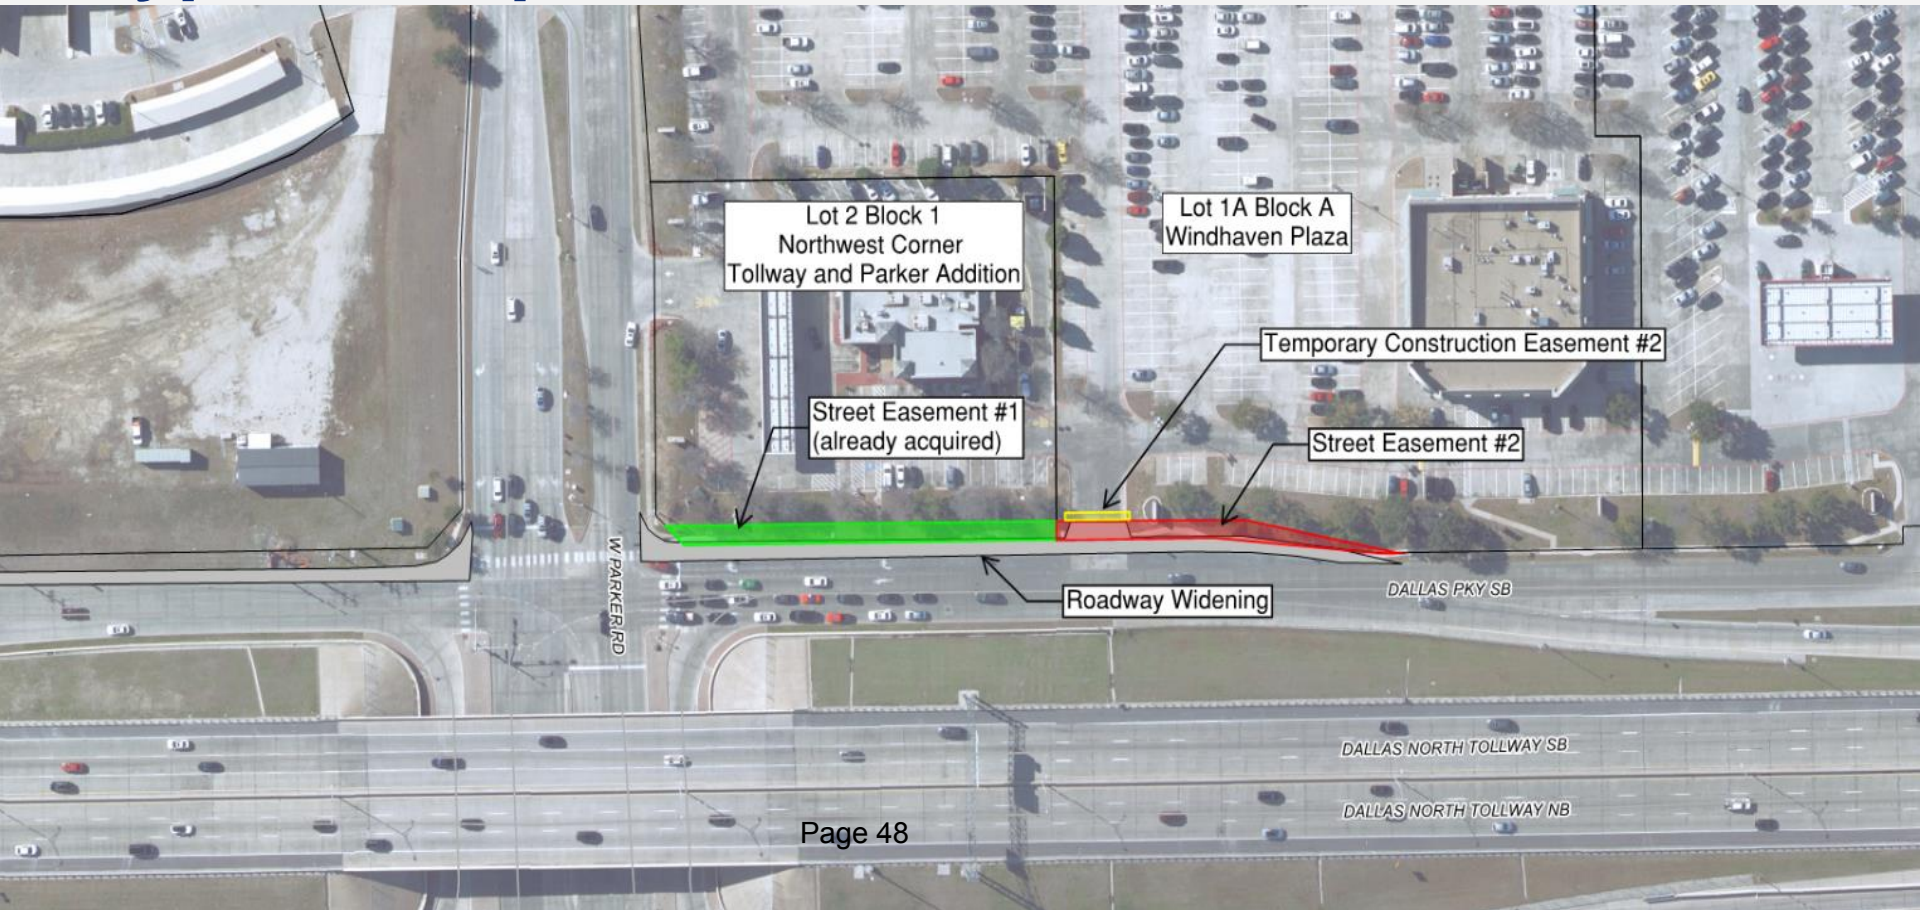 Lot 2 Block 1
Northwest Corner
Tollway and Parker Addition
Lot 1A Block A
Windhaven Plaza
Temporary Construction Easement #2
Street Easement #1
(already acquired)
Street Easement #2
W PARKER RD
Roadway Widening
DALLAS PKY SB
DALLAS NORTH TOLLWAY SB
DALLAS NORTH TOLLWAY NB
Page 48